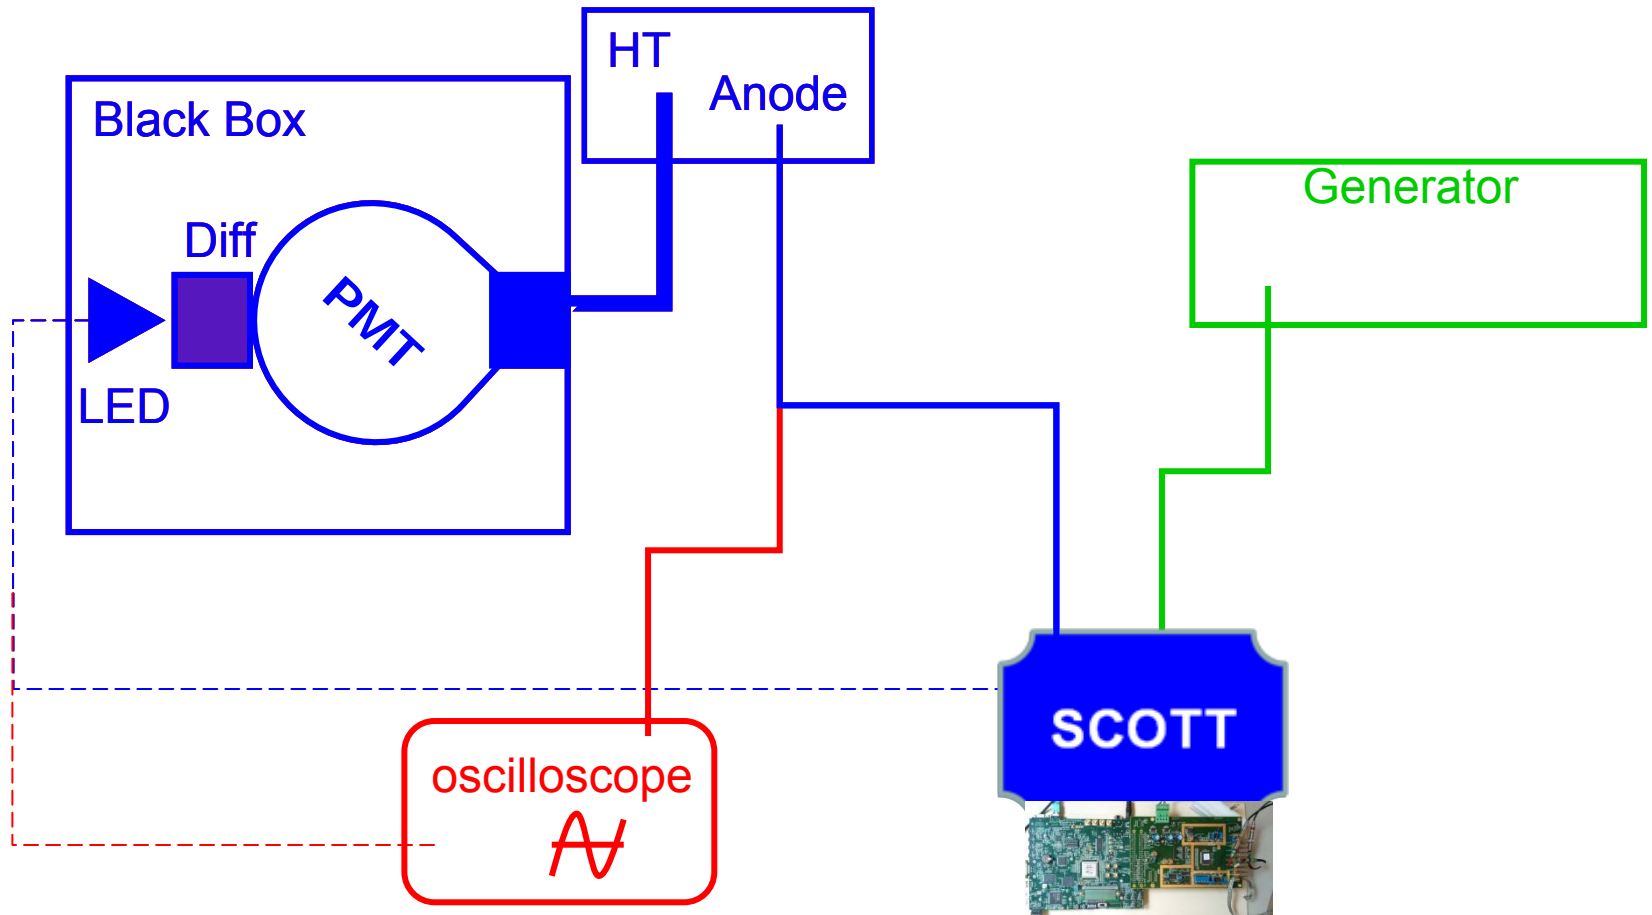 HT
Anode
Black Box
Diff
PMT
LED
Generator
SCOTT
oscilloscope